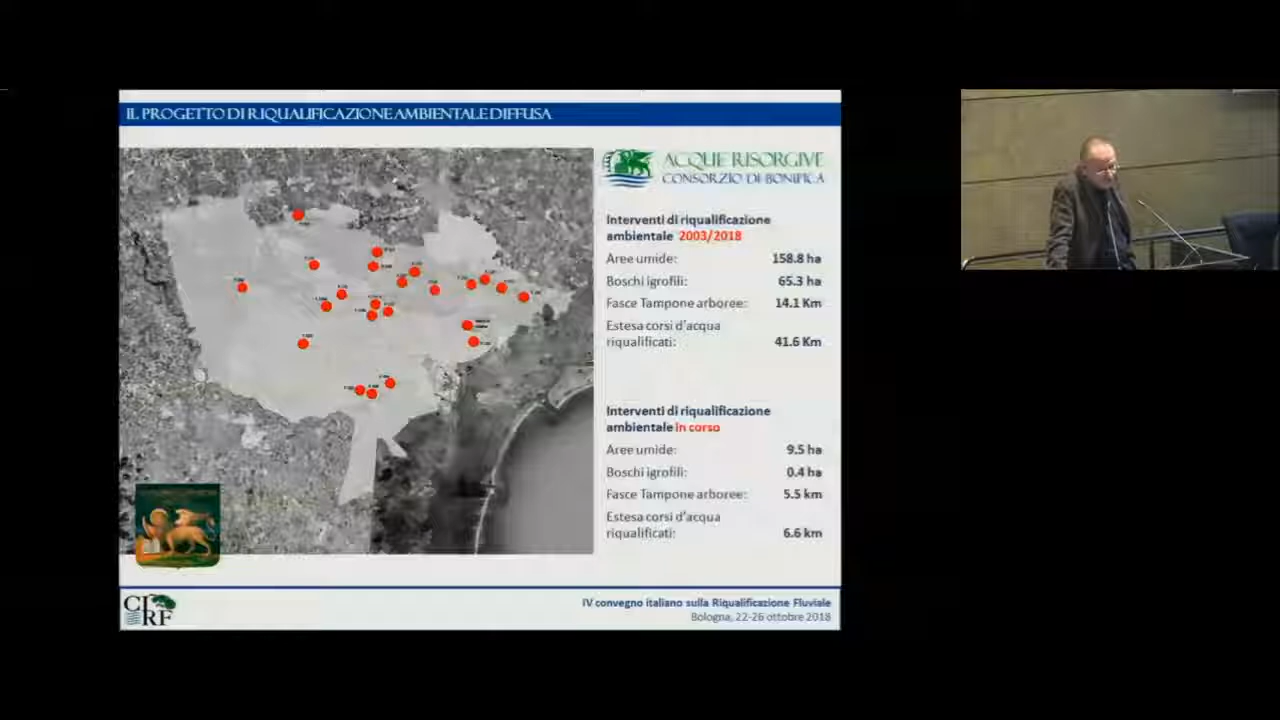 IL PROGETTO DI RIQUALIFICAZIONE AMBIENTALE DIFFUSA
ACQUE RISORGIVE
CONSORZIO DI BONIFICA
Interventi di riqualificazione
ambientale 2003/2018
Aree umide: 158.8 ha
Boschi igrofili: 65.3 ha
Fasce Tampone arboree: 14.1 Km
Estesa corsi d'acqua
riqualificati: 41.6 Km
Interventi di riqualificazione
ambientale in corso
Aree umide: 9.5 ha
Boschi igrofili: 0.4 ha
Fasce Tampone arboree: 5.5 km
Estesa corsi d'acqua
riqualificati: 6.6 km
CIRF
IV convegno italiano sulla Riqualificazione Fluviale
Bologna, 22-26 ottobre 2018